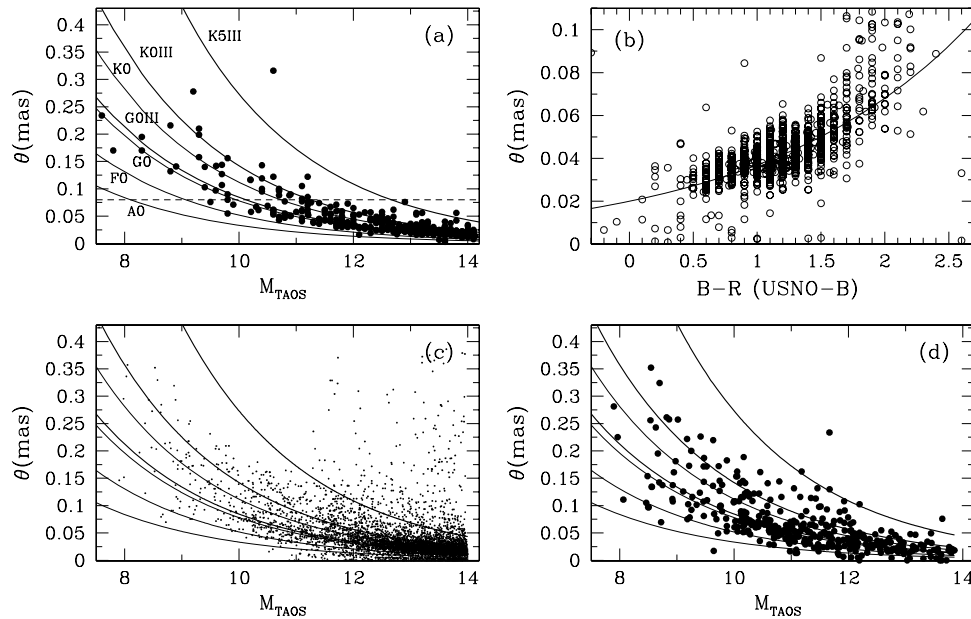 (a)
K5III
K0III
K0
G0III
G0
F0
A0
θ(mas)
0.4
0.35
0.3
0.25
0.2
0.15
0.1
0.05
0
8
10
12
14
M_TAOS
(b)
θ(mas)
0.1
0.08
0.06
0.04
0.02
0
0
0.5
1
1.5
2
2.5
B−R (USNO−B)
(c)
θ(mas)
0.4
0.35
0.3
0.25
0.2
0.15
0.1
0.05
0
8
10
12
14
M_TAOS
(d)
θ(mas)
0.4
0.35
0.3
0.25
0.2
0.15
0.1
0.05
0
8
10
12
14
M_TAOS